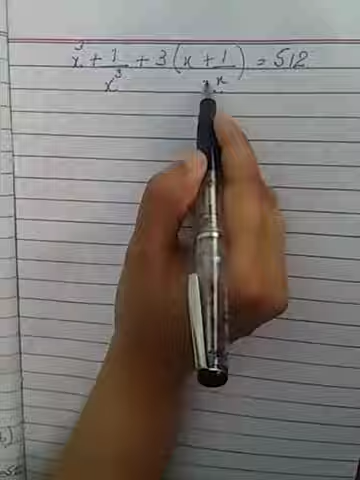 x³ + 1/x³ + 3(x + 1/x) = 512